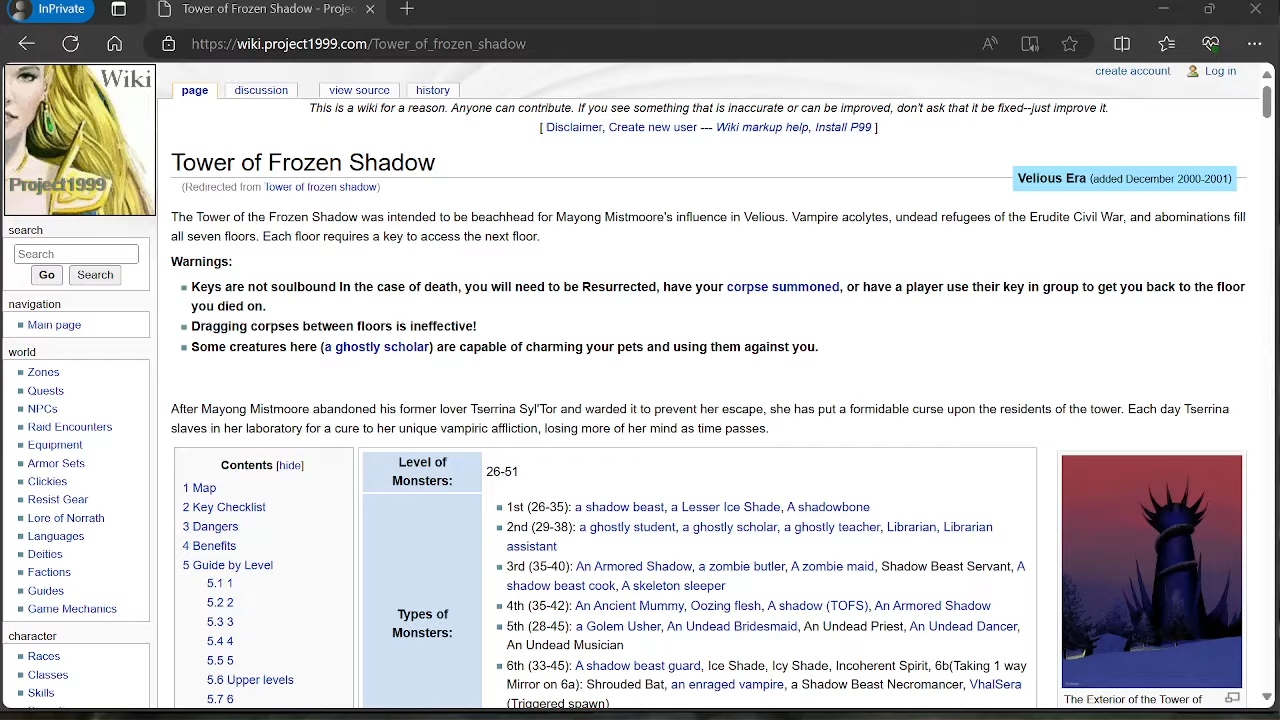 InPrivate
Tower of Frozen Shadow - Projec
https://wiki.project1999.com/Tower_of_frozen_shadow
Wiki
Project1999
create account
Log in
page
discussion
view source
history
This is a wiki for a reason. Anyone can contribute. If you see something that is inaccurate or can be improved, don't ask that it be fixed--just improve it.
[ Disclaimer, Create new user --- Wiki markup help, Install P99 ]
Tower of Frozen Shadow
(Redirected from Tower of frozen shadow)
Velious Era (added December 2000-2001)
The Tower of the Frozen Shadow was intended to be beachhead for Mayong Mistmoore's influence in Velious. Vampire acolytes, undead refugees of the Erudite Civil War, and abominations fill
all seven floors. Each floor requires a key to access the next floor.
Warnings:
Keys are not soulbound In the case of death, you will need to be Resurrected, have your corpse summoned, or have a player use their key in group to get you back to the floor
you died on.
Dragging corpses between floors is ineffective!
Some creatures here (a ghostly scholar) are capable of charming your pets and using them against you.
After Mayong Mistmoore abandoned his former lover Tserrina Syl'Tor and warded it to prevent her escape, she has put a formidable curse upon the residents of the tower. Each day Tserrina
slaves in her laboratory for a cure to her unique vampiric affliction, losing more of her mind as time passes.
search
Search
Go
Search
navigation
Main page
world
Zones
Quests
NPCs
Raid Encounters
Equipment
Armor Sets
Clickies
Resist Gear
Lore of Norrath
Languages
Deities
Factions
Guides
Game Mechanics
character
Races
Classes
Skills
Contents [hide]
1 Map
2 Key Checklist
3 Dangers
4 Benefits
5 Guide by Level
5.1 1
5.2 2
5.3 3
5.4 4
5.5 5
5.6 Upper levels
5.7 6
Level of
Monsters:
26-51
Types of
Monsters:
1st (26-35): a shadow beast, a Lesser Ice Shade, A shadowbone
2nd (29-38): a ghostly student, a ghostly scholar, a ghostly teacher, Librarian, Librarian
assistant
3rd (35-40): An Armored Shadow, a zombie butler, A zombie maid, Shadow Beast Servant, A
shadow beast cook, A skeleton sleeper
4th (35-42): An Ancient Mummy, Oozing flesh, A shadow (TOFS), An Armored Shadow
5th (28-45): a Golem Usher, An Undead Bridesmaid, An Undead Priest, An Undead Dancer,
An Undead Musician
6th (33-45): A shadow beast guard, Ice Shade, Icy Shade, Incoherent Spirit, 6b(Taking 1 way
Mirror on 6a): Shrouded Bat, an enraged vampire, a Shadow Beast Necromancer, VhalSera
(Triggered spawn)
The Exterior of the Tower of